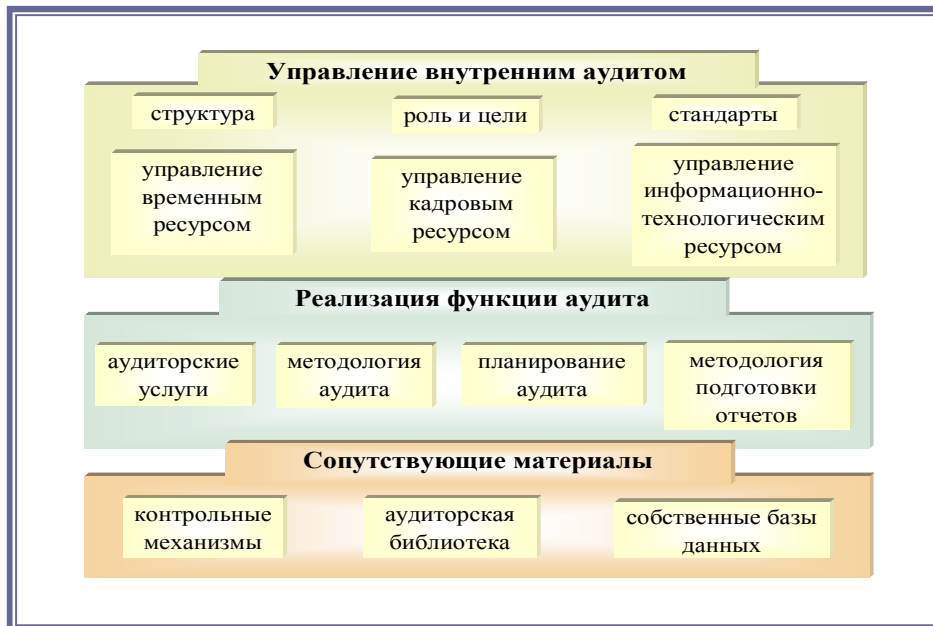 Управление внутренним аудитом
структура
роль и цели
стандарты
управление
временным
ресурсом
управление
кадровым
ресурсом
управление
информационно-
технологическим
ресурсом
Реализация функции аудита
аудиторские
услуги
методология
аудита
планирование
аудита
методология
подготовки
отчетов
Сопутствующие материалы
контрольные
механизмы
аудиторская
библиотека
собственные базы
данных